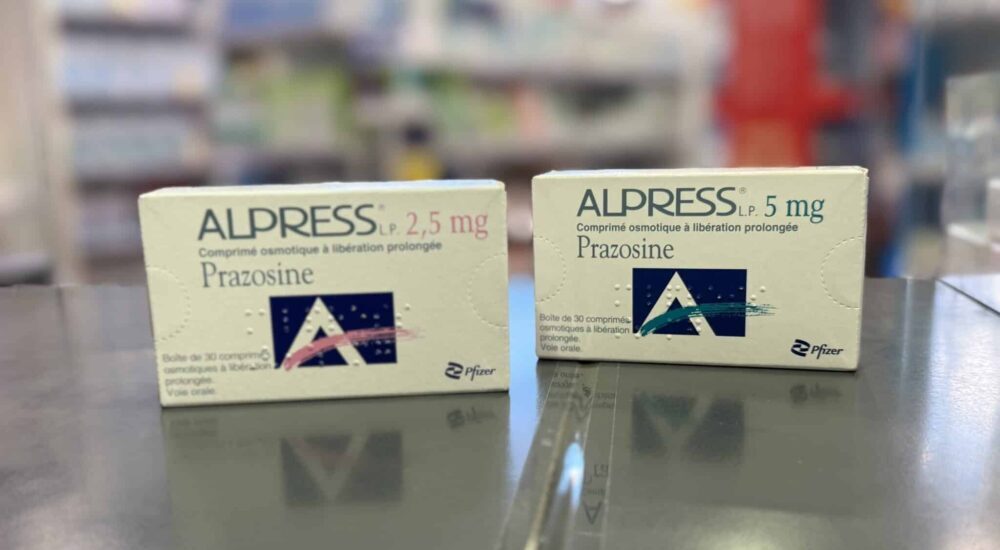 ALPRESS® L.P. 2,5 mg
Comprimé osmotique à libération prolongée
Prazosine
Boîte de 30 comprimés
osmotiques à libération
prolongée.
Voie orale.
Pfizer
ALPRESS® L.P. 5 mg
Comprimé osmotique à libération prolongée
Prazosine
Boîte de 30 comprimés
osmotiques à libération
prolongée.
Voie orale.
Pfizer